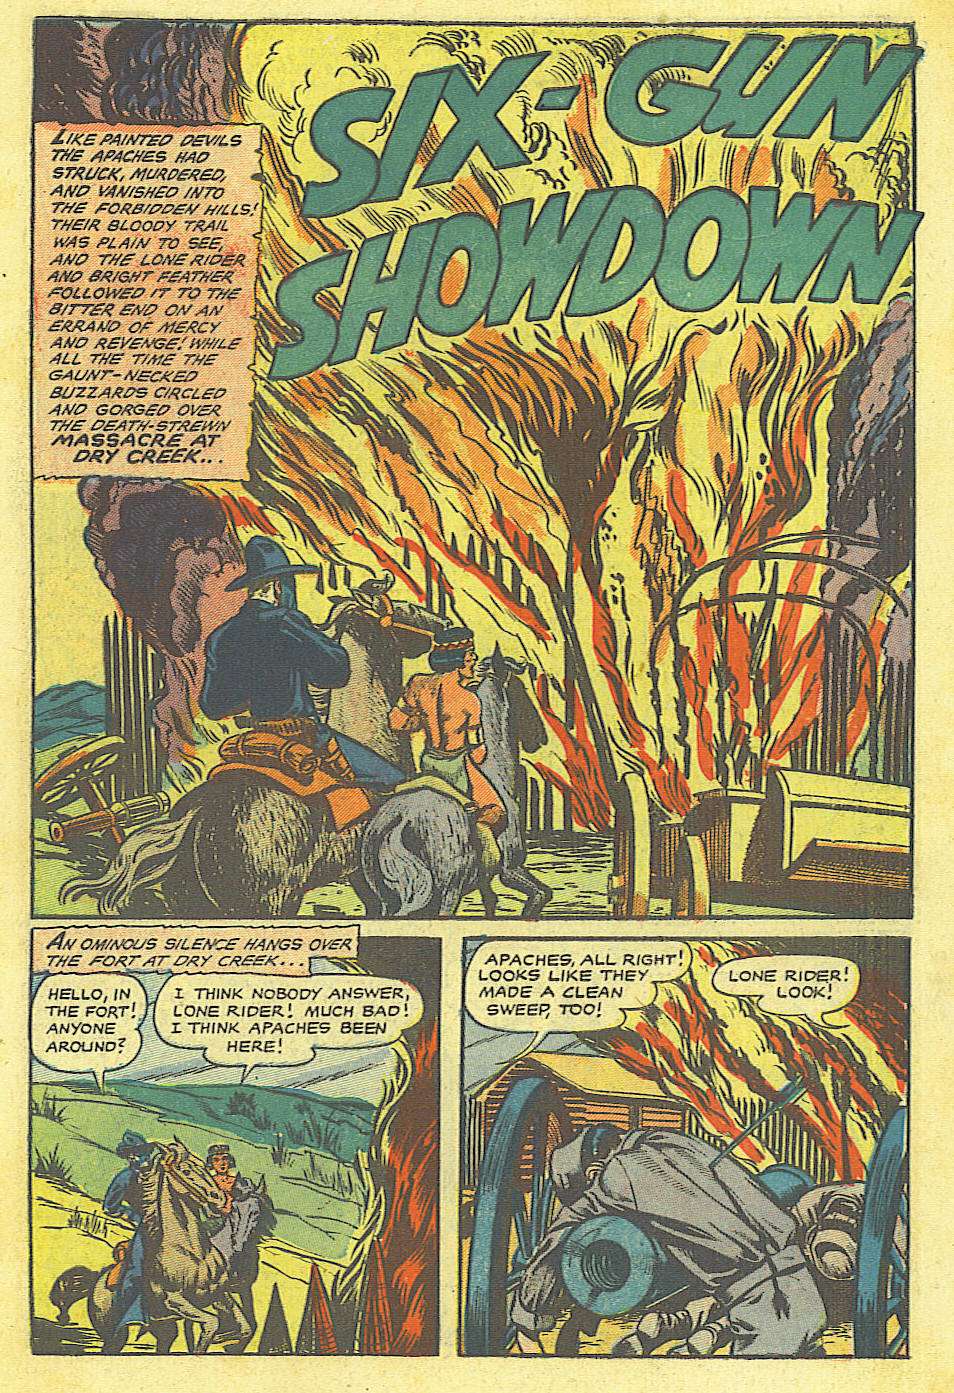 SIX-GUN
SHOWDOWN
LIKE PAINTED DEVILS
THE APACHES HAD
STRUCK, MURDERED,
AND VANISHED INTO
THE FORBIDDEN HILLS!
THEIR BLOODY TRAIL
WAS PLAIN TO SEE,
AND THE LONE RIDER
AND BRIGHT FEATHER
FOLLOWED IT TO THE
BITTER END ON AN
ERRAND OF MERCY
AND REVENGE! WHILE
ALL THE TIME THE
GAUNT-NECKED
BUZZARDS CIRCLED
AND GORGED OVER
THE DEATH-STREWN
MASSACRE AT
DRY CREEK...
AN OMINOUS SILENCE HANGS OVER
THE FORT AT DRY CREEK...
HELLO, IN
THE FORT!
ANYONE
AROUND?
I THINK NOBODY ANSWER,
LONE RIDER! MUCH BAD!
I THINK APACHES BEEN
HERE!
APACHES, ALL RIGHT!
LOOKS LIKE THEY
MADE A CLEAN
SWEEP, TOO!
LONE RIDER!
LOOK!